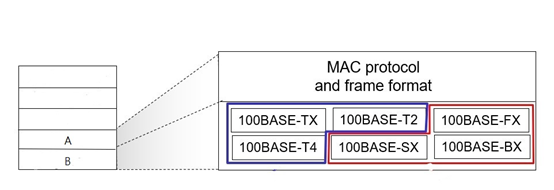 MAC protocol
and frame format
100BASE-TX 100BASE-T2 100BASE-FX
A
100BASE-T4 100BASE-SX 100BASE-BX
B